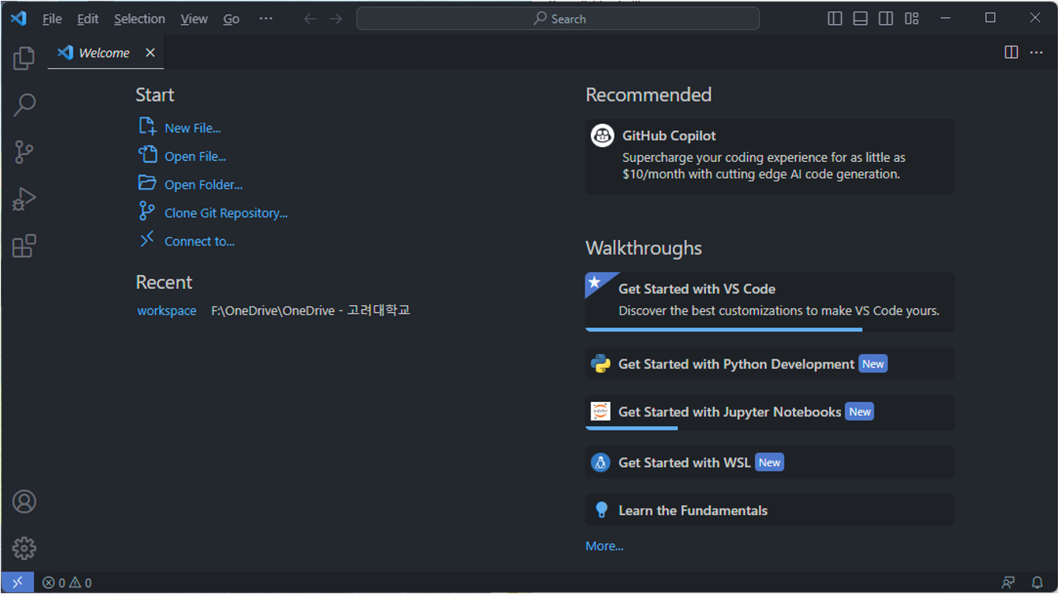 File Edit Selection View Go ··· Search
Welcome
Start
New File...
Open File...
Open Folder...
Clone Git Repository...
Connect to...
Recent
workspace F:\OneDrive\OneDrive - 고려대학교
Recommended
GitHub Copilot
Supercharge your coding experience for as little as
$10/month with cutting edge AI code generation.
Walkthroughs
Get Started with VS Code
Discover the best customizations to make VS Code yours.
Get Started with Python Development New
Get Started with Jupyter Notebooks New
Get Started with WSL New
Learn the Fundamentals
More...
0 0